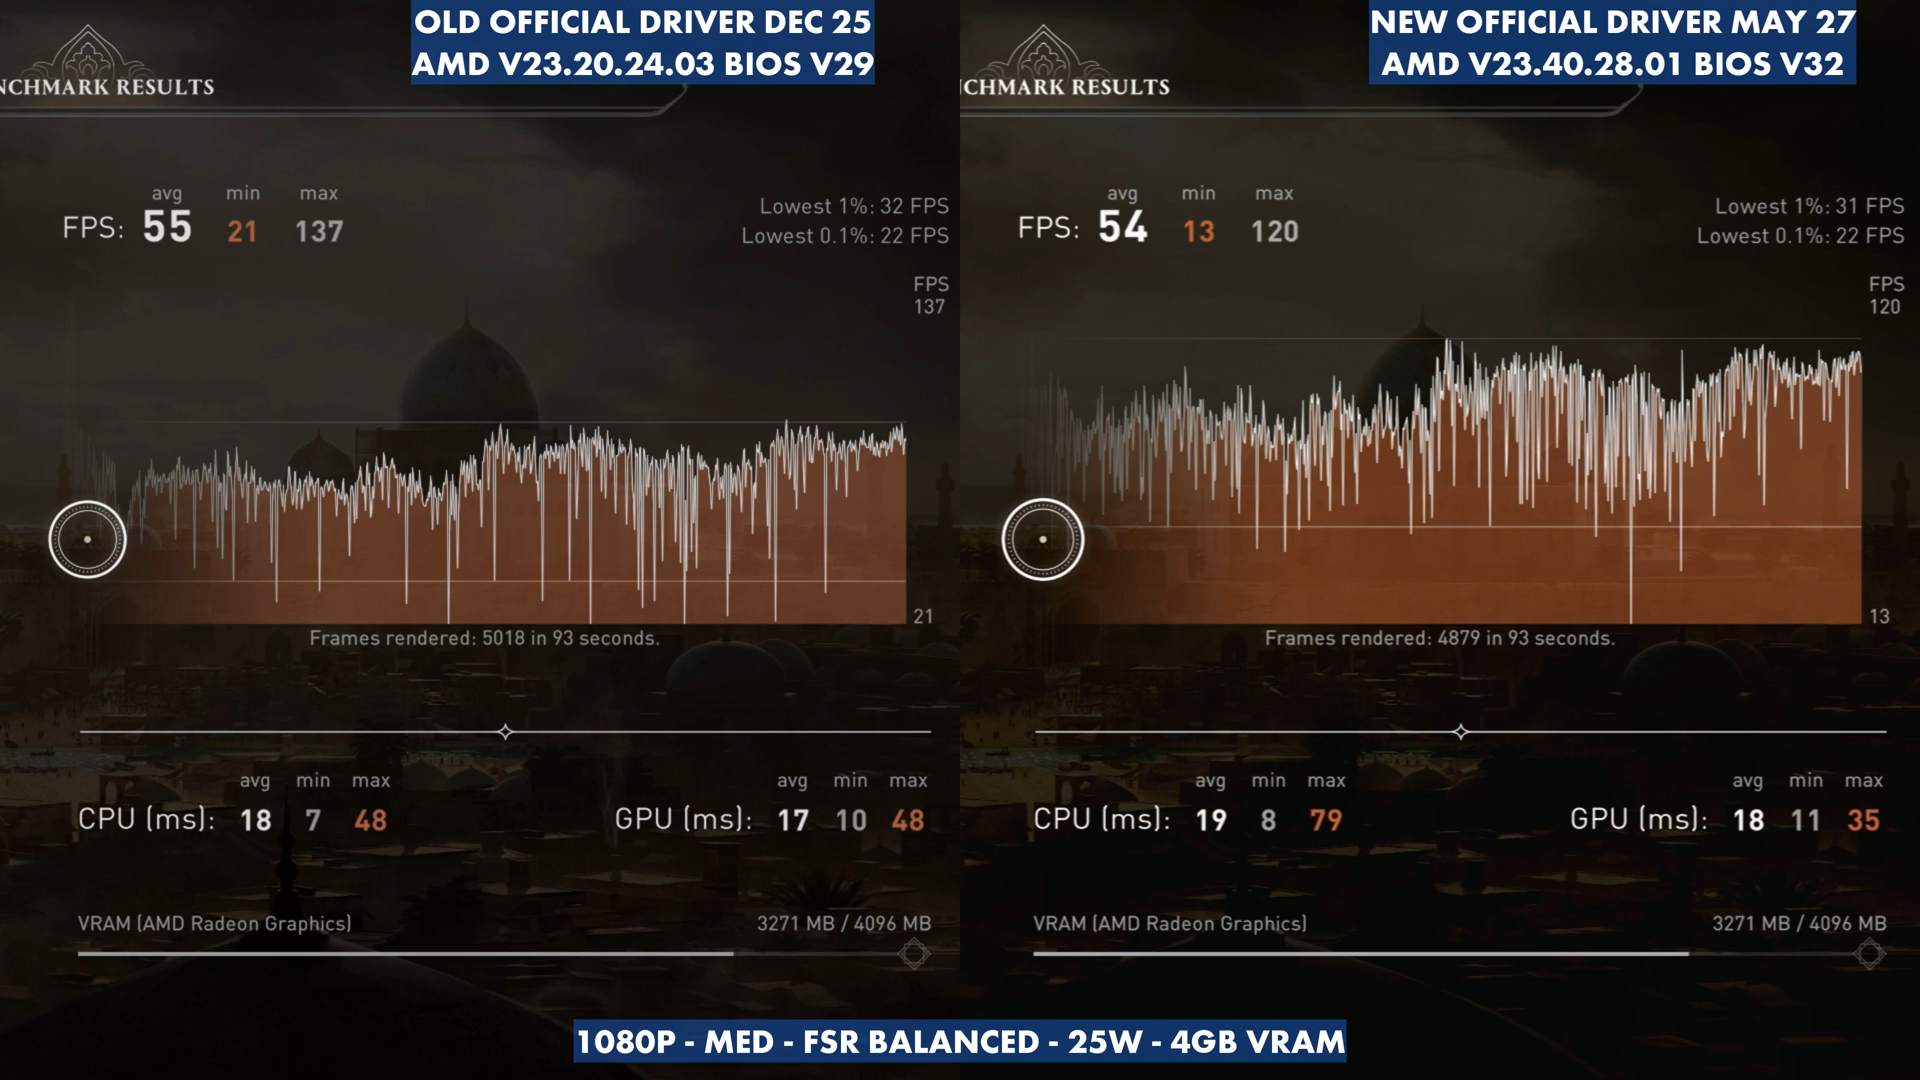 OLD OFFICIAL DRIVER DEC 25
AMD V23.20.24.03 BIOS V29
NCHMARK RESULTS
avg min max
FPS: 55 21 137
Lowest 1%: 32 FPS
Lowest 0.1%: 22 FPS
FPS
137
21
Frames rendered: 5018 in 93 seconds.
avg min max
CPU (ms): 18 7 48
avg min max
GPU (ms): 17 10 48
VRAM (AMD Radeon Graphics)
3271 MB / 4096 MB
NEW OFFICIAL DRIVER MAY 27
AMD V23.40.28.01 BIOS V32
NCHMARK RESULTS
avg min max
FPS: 54 13 120
Lowest 1%: 31 FPS
Lowest 0.1%: 22 FPS
FPS
120
13
Frames rendered: 4879 in 93 seconds.
avg min max
CPU (ms): 19 8 79
avg min max
GPU (ms): 18 11 35
VRAM (AMD Radeon Graphics)
3271 MB / 4096 MB
1080P - MED - FSR BALANCED - 25W - 4GB VRAM